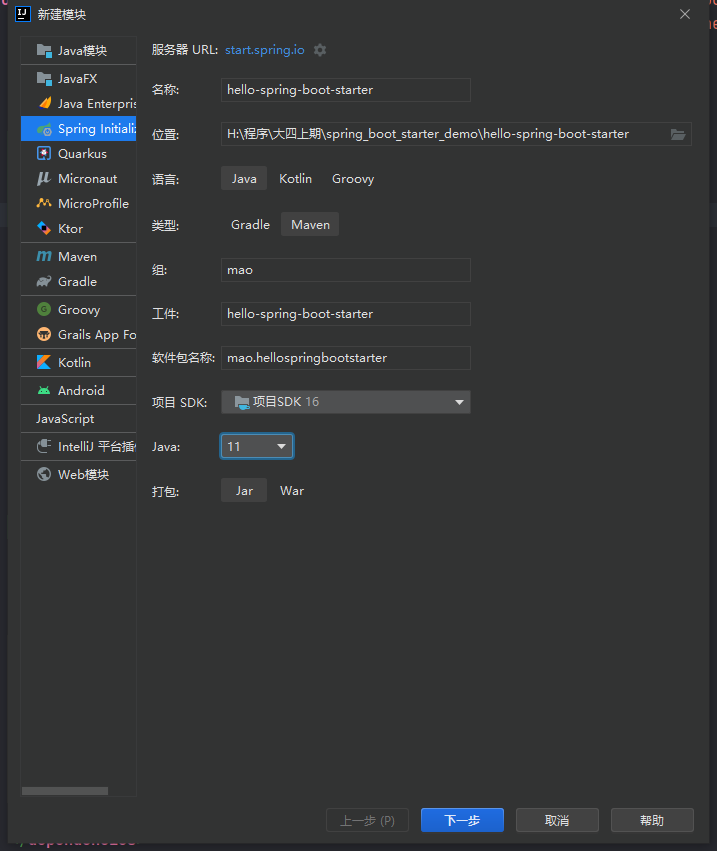 新建模块
Java模块
JavaFX
Java Enterpris
Spring Initializ
Quarkus
Micronaut
MicroProfile
Ktor
Maven
Gradle
Groovy
Grails App Fo
Kotlin
Android
JavaScript
IntelliJ 平台插件
Web模块
服务器 URL: start.spring.io
名称: hello-spring-boot-starter
位置: H:\程序\大四上期\spring_boot_starter_demo\hello-spring-boot-starter
语言: Java Kotlin Groovy
类型: Gradle Maven
组: mao
工件: hello-spring-boot-starter
软件包名称: mao.hellospringbootstarter
项目 SDK: 项目SDK 16
Java: 11
打包: Jar War
上一步 (P) 下一步 取消 帮助